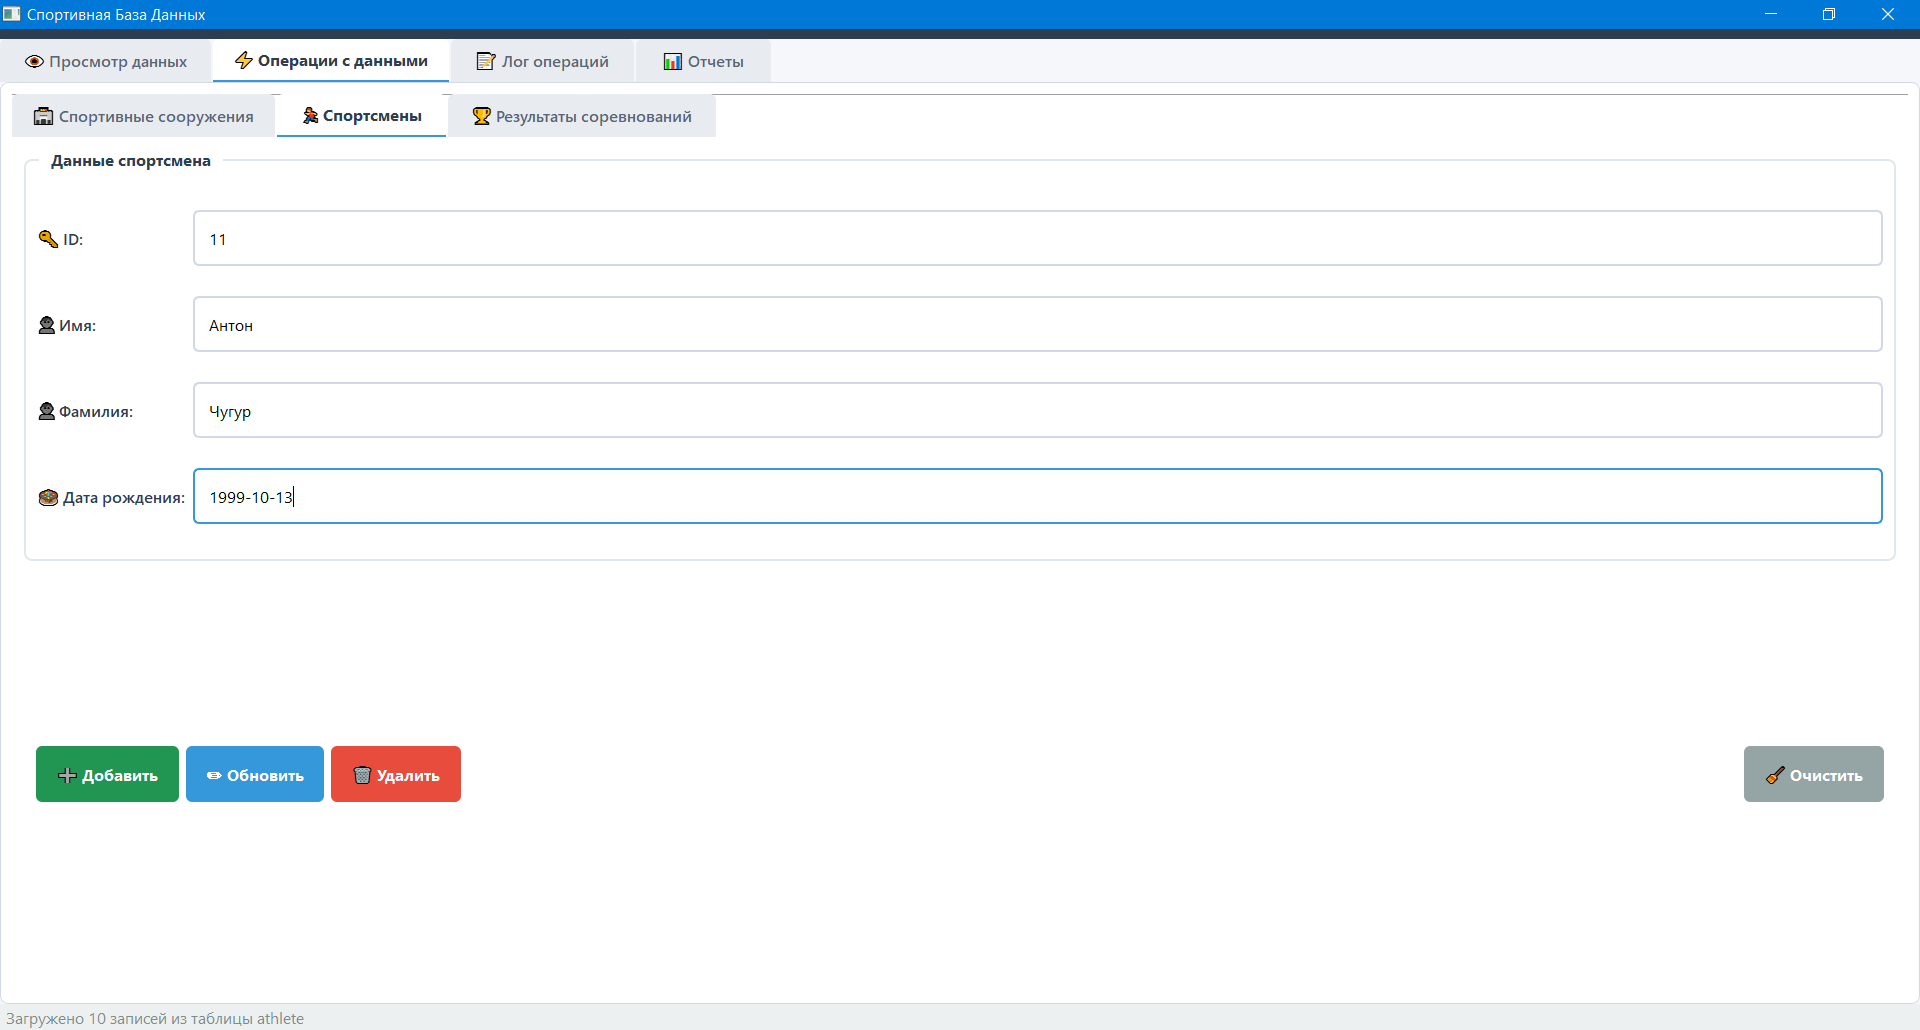 Спортивная База Данных
Просмотр данных
Операции с данными
Лог операций
Отчеты
Спортивные сооружения
Спортсмены
Результаты соревнований
Данные спортсмена
ID:
11
Имя:
Антон
Фамилия:
Чугур
Дата рождения:
1999-10-13
Добавить
Обновить
Удалить
Очистить
Загружено 10 записей из таблицы athlete